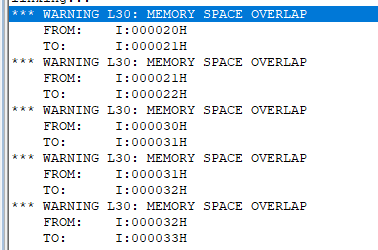 linking...
*** WARNING L30: MEMORY SPACE OVERLAP
FROM: I:000020H
TO: I:000021H
*** WARNING L30: MEMORY SPACE OVERLAP
FROM: I:000021H
TO: I:000022H
*** WARNING L30: MEMORY SPACE OVERLAP
FROM: I:000030H
TO: I:000031H
*** WARNING L30: MEMORY SPACE OVERLAP
FROM: I:000031H
TO: I:000032H
*** WARNING L30: MEMORY SPACE OVERLAP
FROM: I:000032H
TO: I:000033H